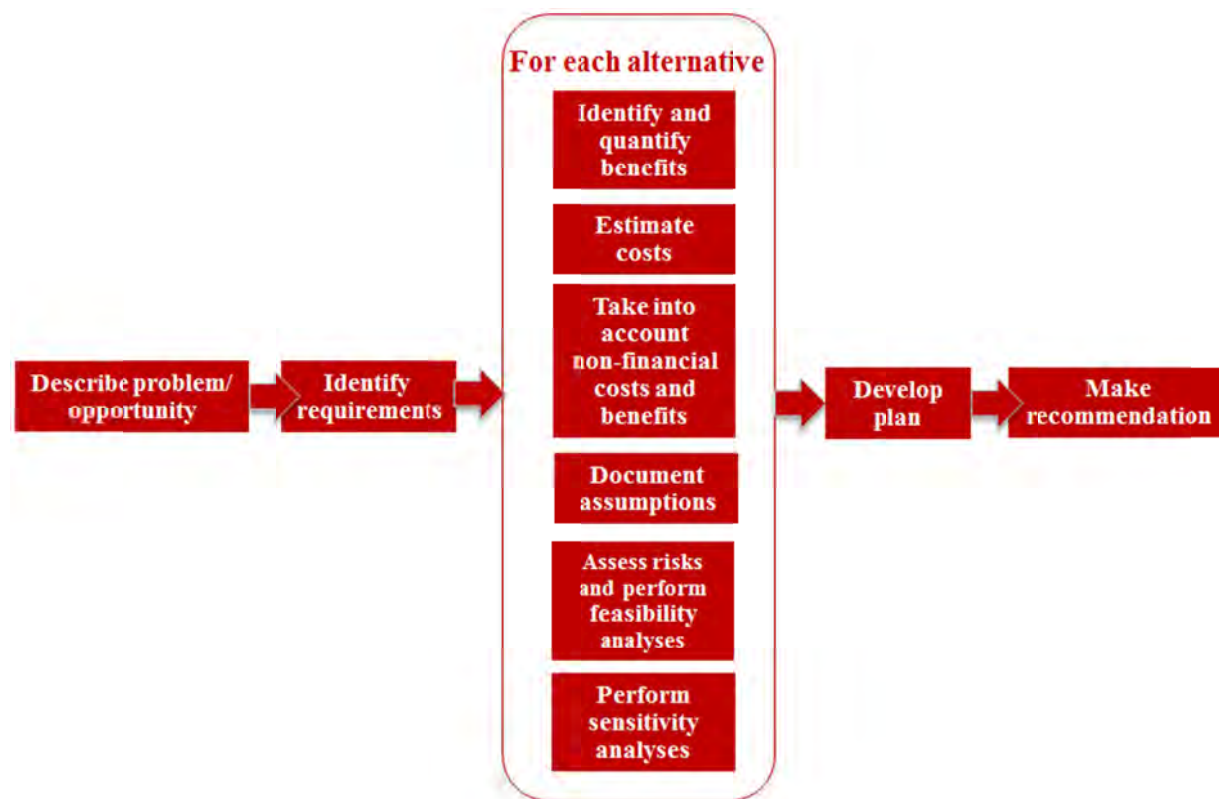 Describe problem/
opportunity
Identify
requirements
For each alternative
Identify and
quantify
benefits
Estimate
costs
Take into
account
non-financial
costs and
benefits
Document
assumptions
Assess risks
and perform
feasibility
analyses
Perform
sensitivity
analyses
Develop
plan
Make
recommendation